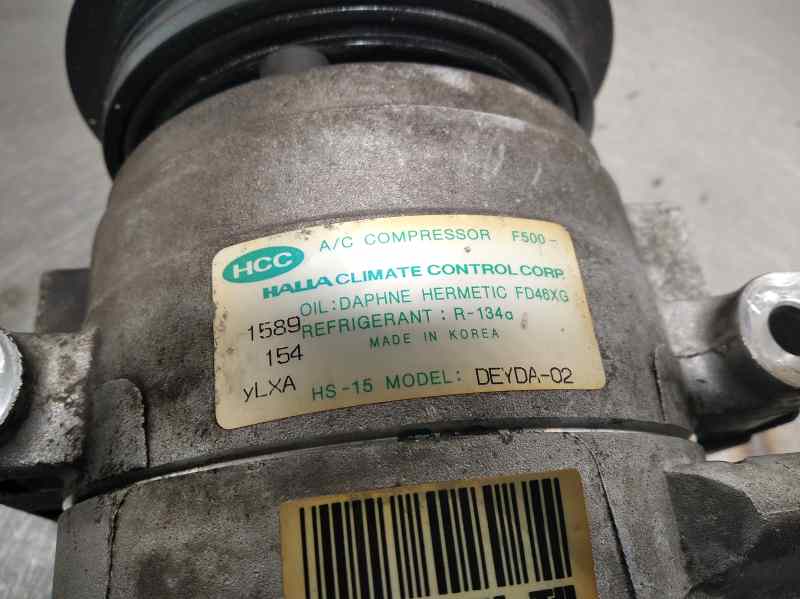 A/C COMPRESSOR F500-
HCC
HALLA CLIMATE CONTROL CORP.
OIL:DAPHNE HERMETIC FD46XG
1589
REFRIGERANT: R-134a
154
MADE IN KOREA
yLXA HS-15 MODEL: DEYDA-02